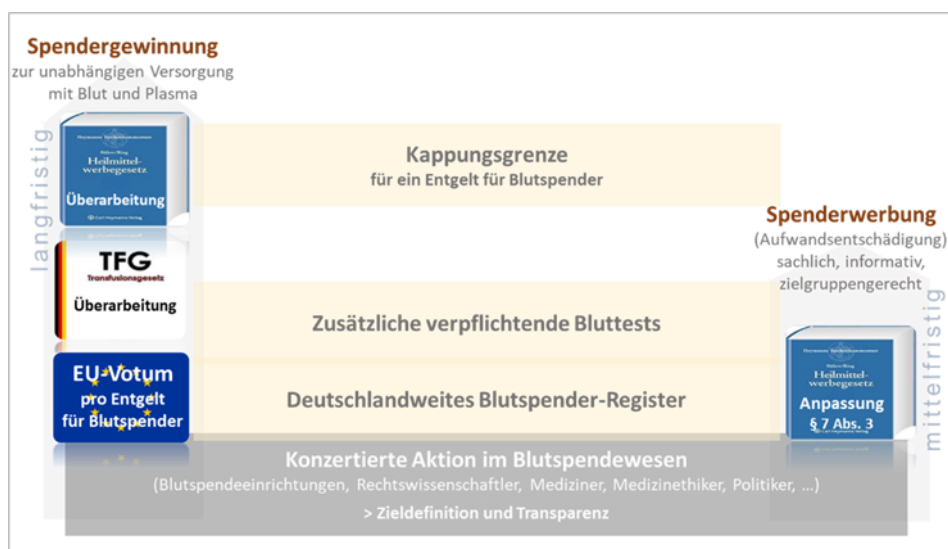 Spendergewinnung
zur unabhängigen Versorgung
mit Blut und Plasma
langfristig
Heilmittel-
werbegesetz
Überarbeitung
Carl Heymanns Verlag
TFG
Transfusionsgesetz
Überarbeitung
EU-Votum
pro Entgelt
für Blutspender
Kappungsgrenze
für ein Entgelt für Blutspender
Zusätzliche verpflichtende Bluttests
Deutschlandweites Blutspender-Register
Spenderwerbung
(Aufwandsentschädigung)
sachlich, informativ,
zielgruppengerecht
mittelfristig
Heilmittel-
werbegesetz
Anpassung
§ 7 Abs. 3
Konzertierte Aktion im Blutspendewesen
(Blutspendeeinrichtungen, Rechtswissenschaftler, Mediziner, Medizinethiker, Politiker, ...)
> Zieldefinition und Transparenz